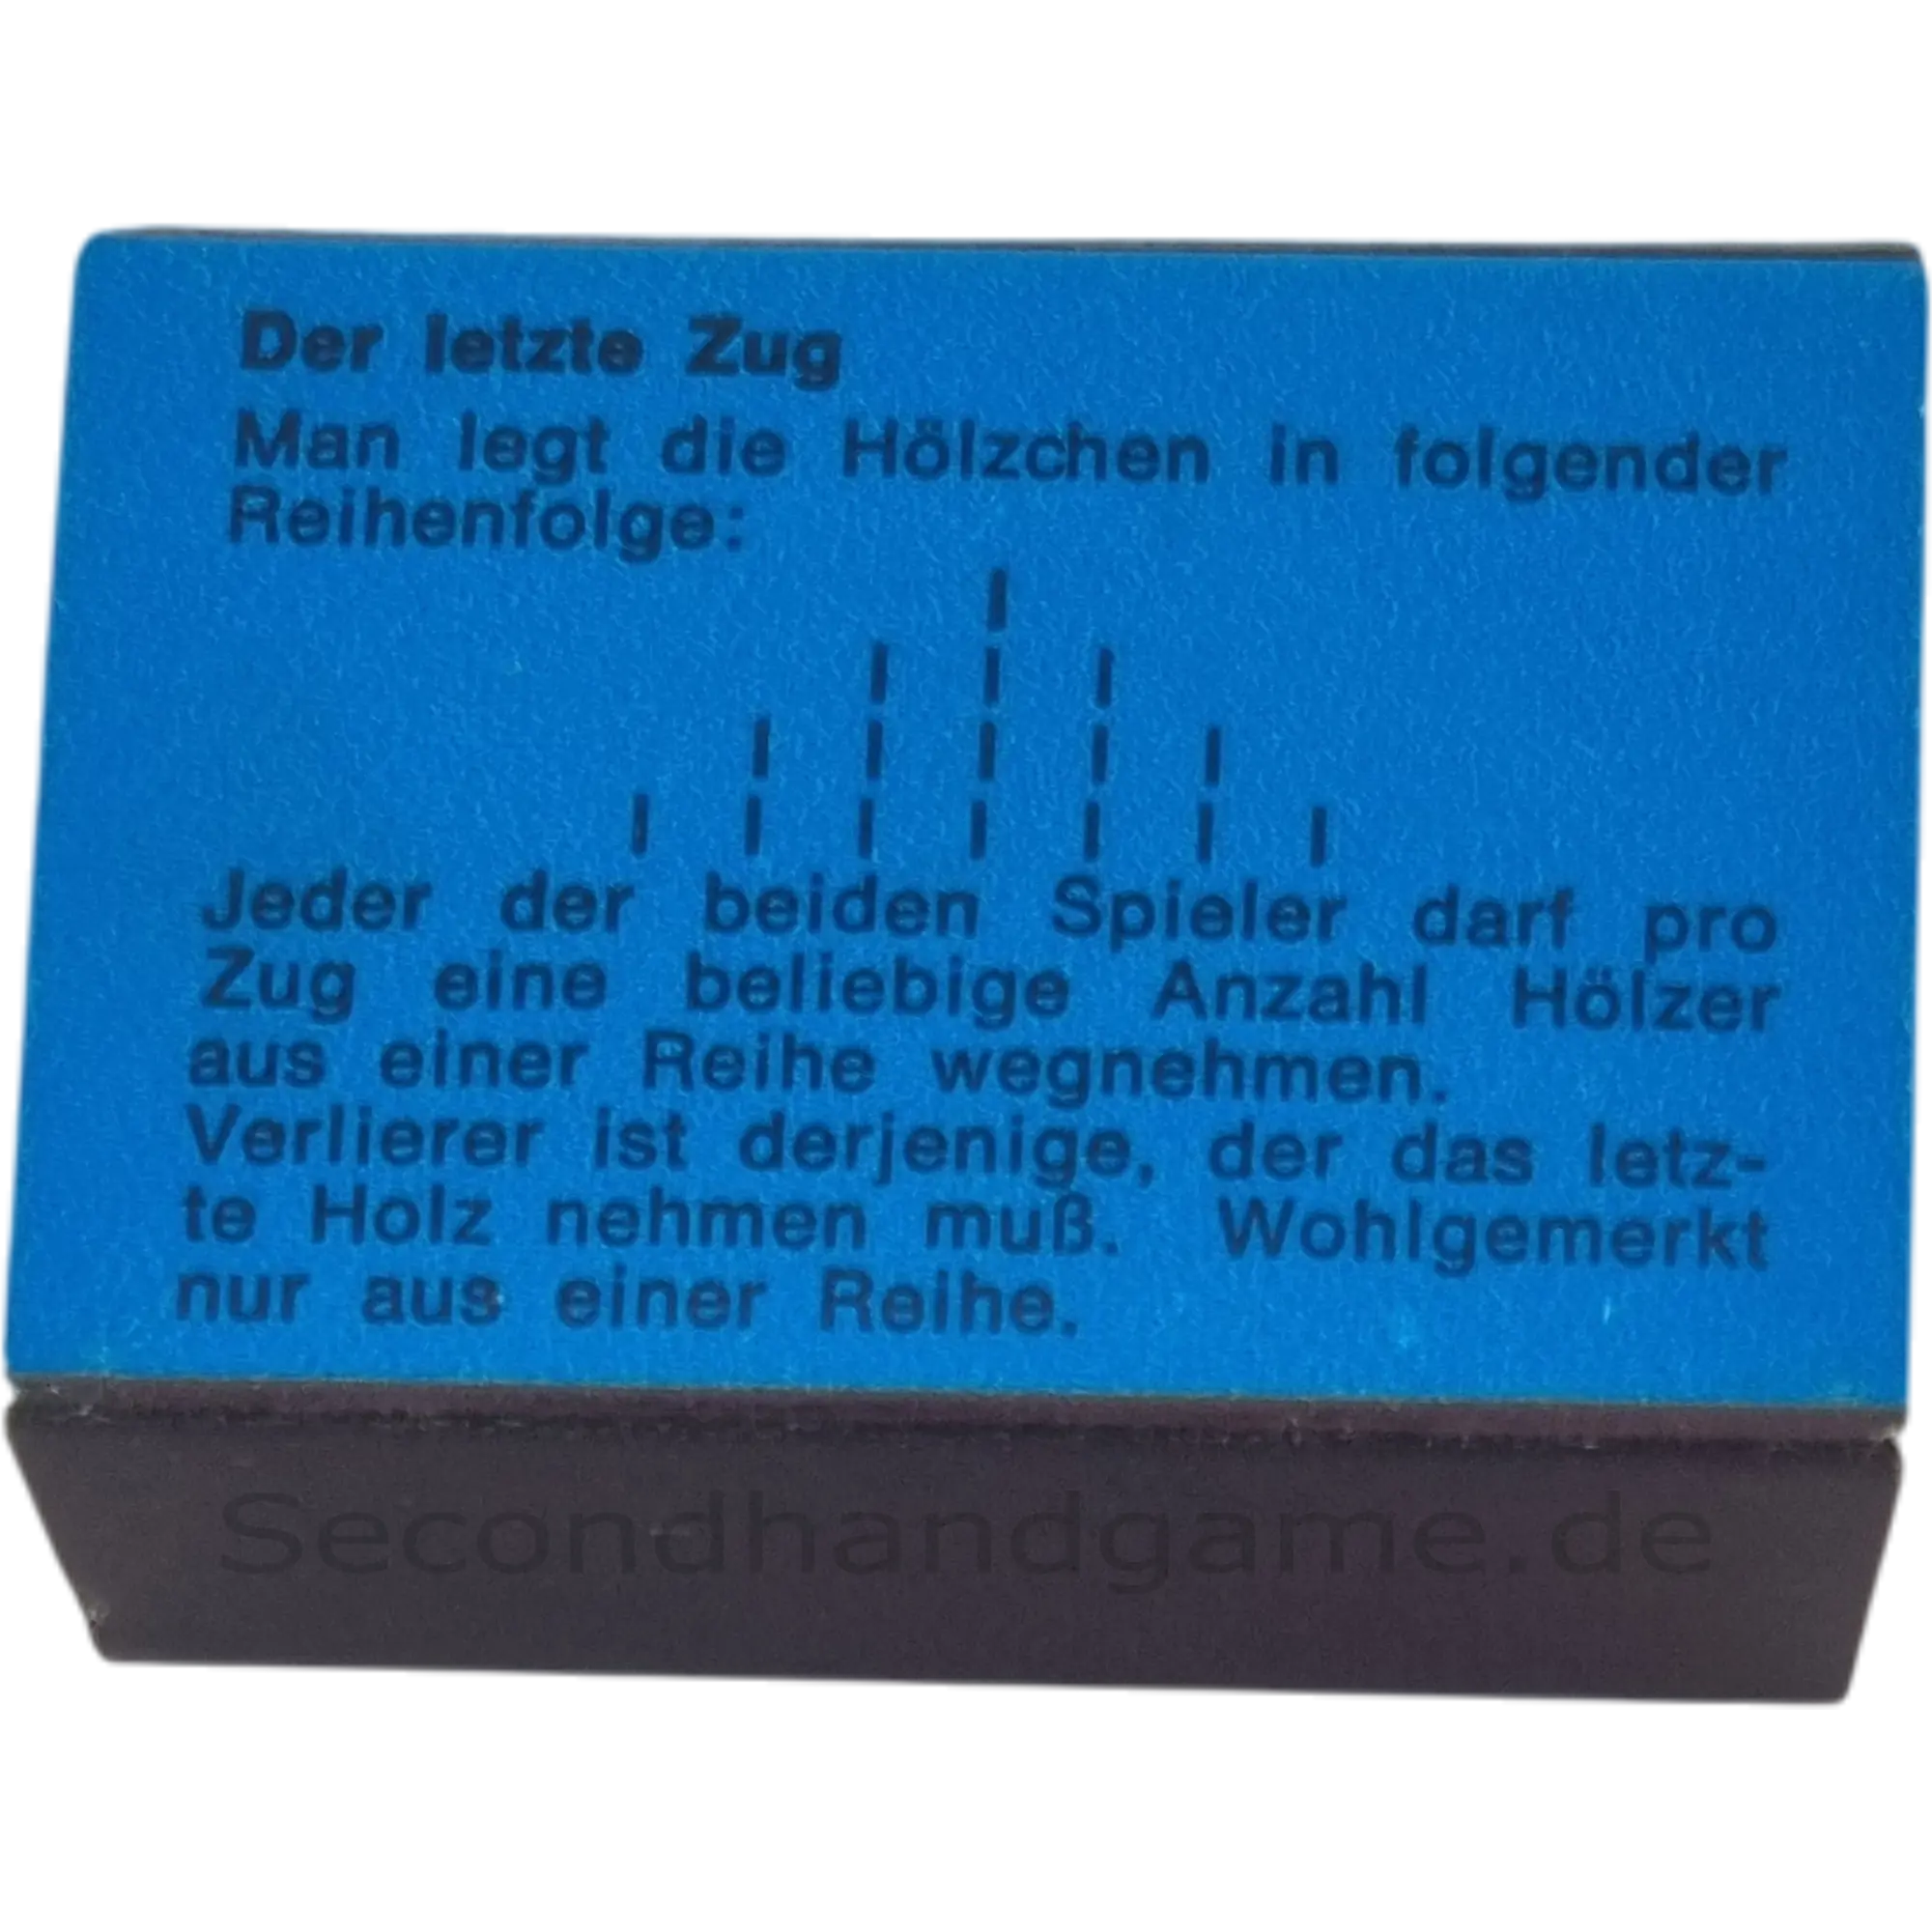 Der letzte Zug
Man legt die Hölzchen in folgender
Reihenfolge:
Jeder der beiden Spieler darf pro
Zug eine beliebige Anzahl Hölzer
aus einer Reihe wegnehmen.
Verlierer ist derjenige, der das letz-
te Holz nehmen muß. Wohlgemerkt
nur aus einer Reihe.
Secondhandgame.de